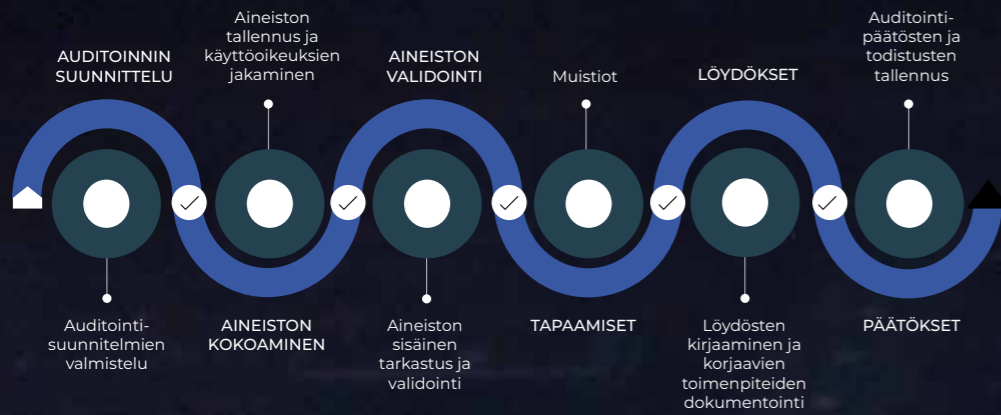 AUDITOINNIN
SUUNNITTELU
Auditointi-
suunnitelmien
valmistelu
Aineiston
tallennus ja
käyttöoikeuksien
jakaminen
AINEISTON
KOKOAMINEN
AINEISTON
VALIDOINTI
Aineiston
sisäinen
tarkastus ja
validointi
Muistiot
TAPAAMISET
LÖYDÖKSET
Löydösten
kirjaaminen ja
korjaavien
toimenpiteiden
dokumentointi
Auditointi-
päätösten ja
todistusten
tallennus
PÄÄTÖKSET